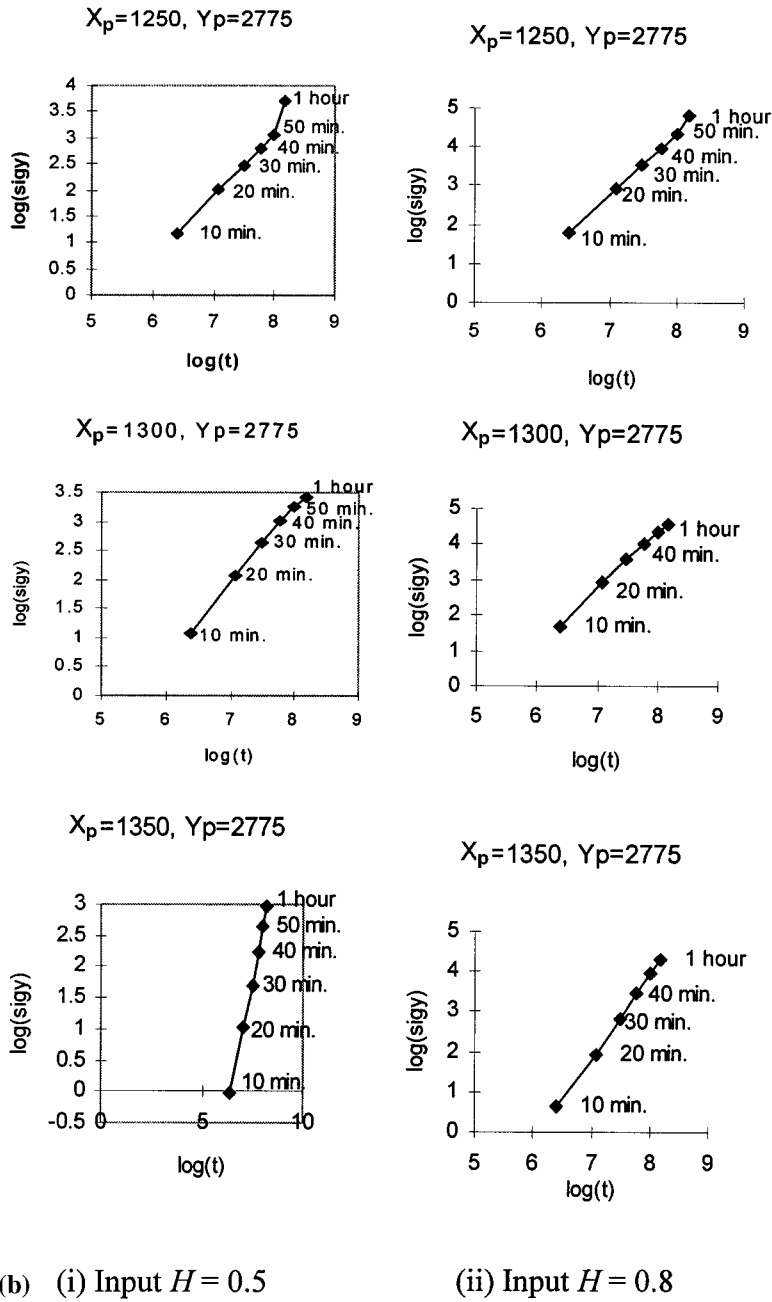 Xp=1250, Yp=2775
4
3.5
3
2.5
2
1.5
1
0.5
0
log(sigy)
1 hour
50 min.
40 min.
30 min.
20 min.
10 min.
5 6 7 8 9
log(t)
Xp=1250, Yp=2775
5
4
3
2
1
0
log(sigy)
1 hour
50 min.
40 min.
30 min.
20 min.
10 min.
5 6 7 8 9
log(t)
Xp=1300, Yp=2775
3.5
3
2.5
2
1.5
1
0.5
0
log(sigy)
1 hour
50 min.
40 min.
30 min.
20 min.
10 min.
5 6 7 8 9
log(t)
Xp=1300, Yp=2775
5
4
3
2
1
0
log(sigy)
1 hour
40 min.
20 min.
10 min.
5 6 7 8 9
log(t)
Xp=1350, Yp=2775
3
2.5
2
1.5
1
0.5
0
-0.5
log(sigy)
1 hour
50 min.
40 min.
30 min.
20 min.
10 min.
0 5 10
log(t)
Xp=1350, Yp=2775
5
4
3
2
1
0
log(sigy)
1 hour
40 min.
30 min.
20 min.
10 min.
5 6 7 8 9
log(t)
(b) (i) Input H = 0.5
(ii) Input H = 0.8